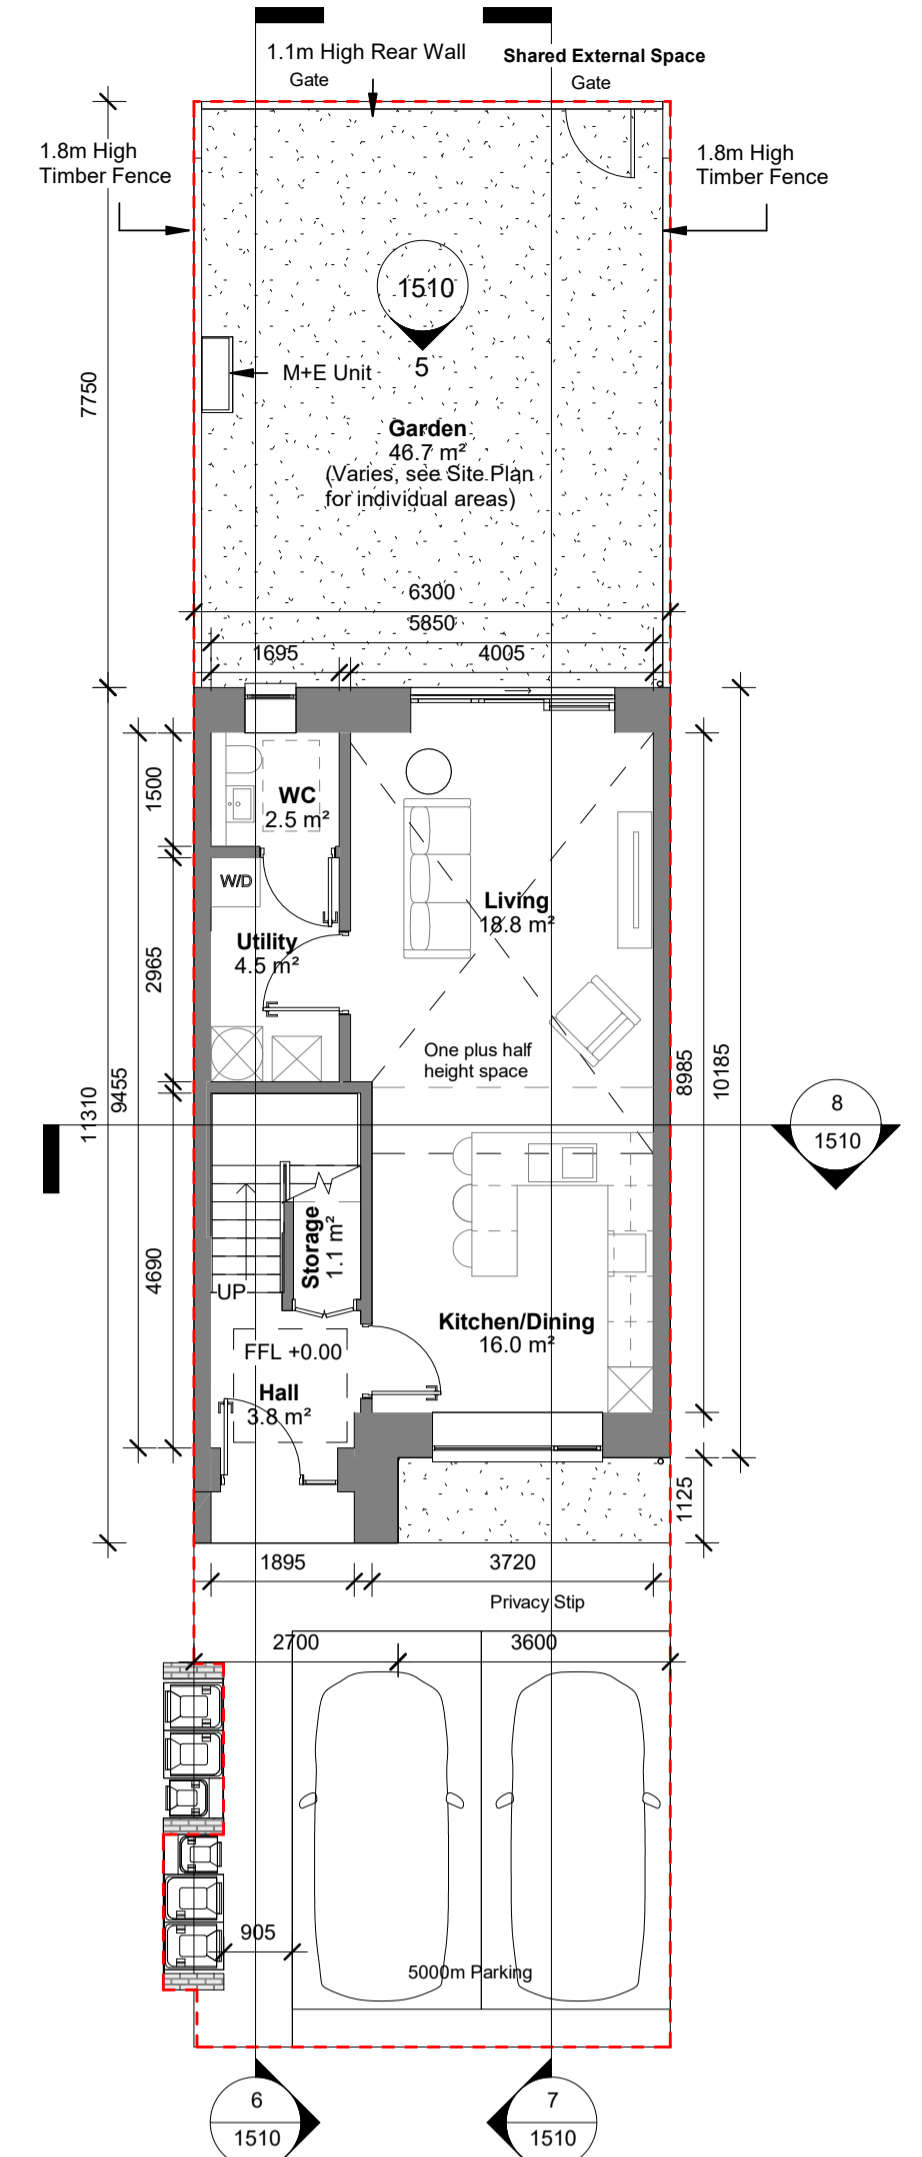 1.1m High Rear Wall
Shared External Space
Gate
Gate
1.8m High
Timber Fence
1.8m High
Timber Fence
1510
5
M+E Unit
7750
Garden
46.7 m²
(Varies, see Site Plan
for individual areas)
6300
5850
1695
4005
1500
WC
2.5 m²
W/D
Living
18.8 m²
Utility
4.5 m²
2965
One plus half
height space
11310
9455
8985
10185
8
1510
Storage
1.1 m²
4690
UP
Kitchen/Dining
16.0 m²
FFL +0.00
Hall
3.8 m²
1125
1895
3720
Privacy Stip
2700
3600
905
5000m Parking
6
1510
7
1510